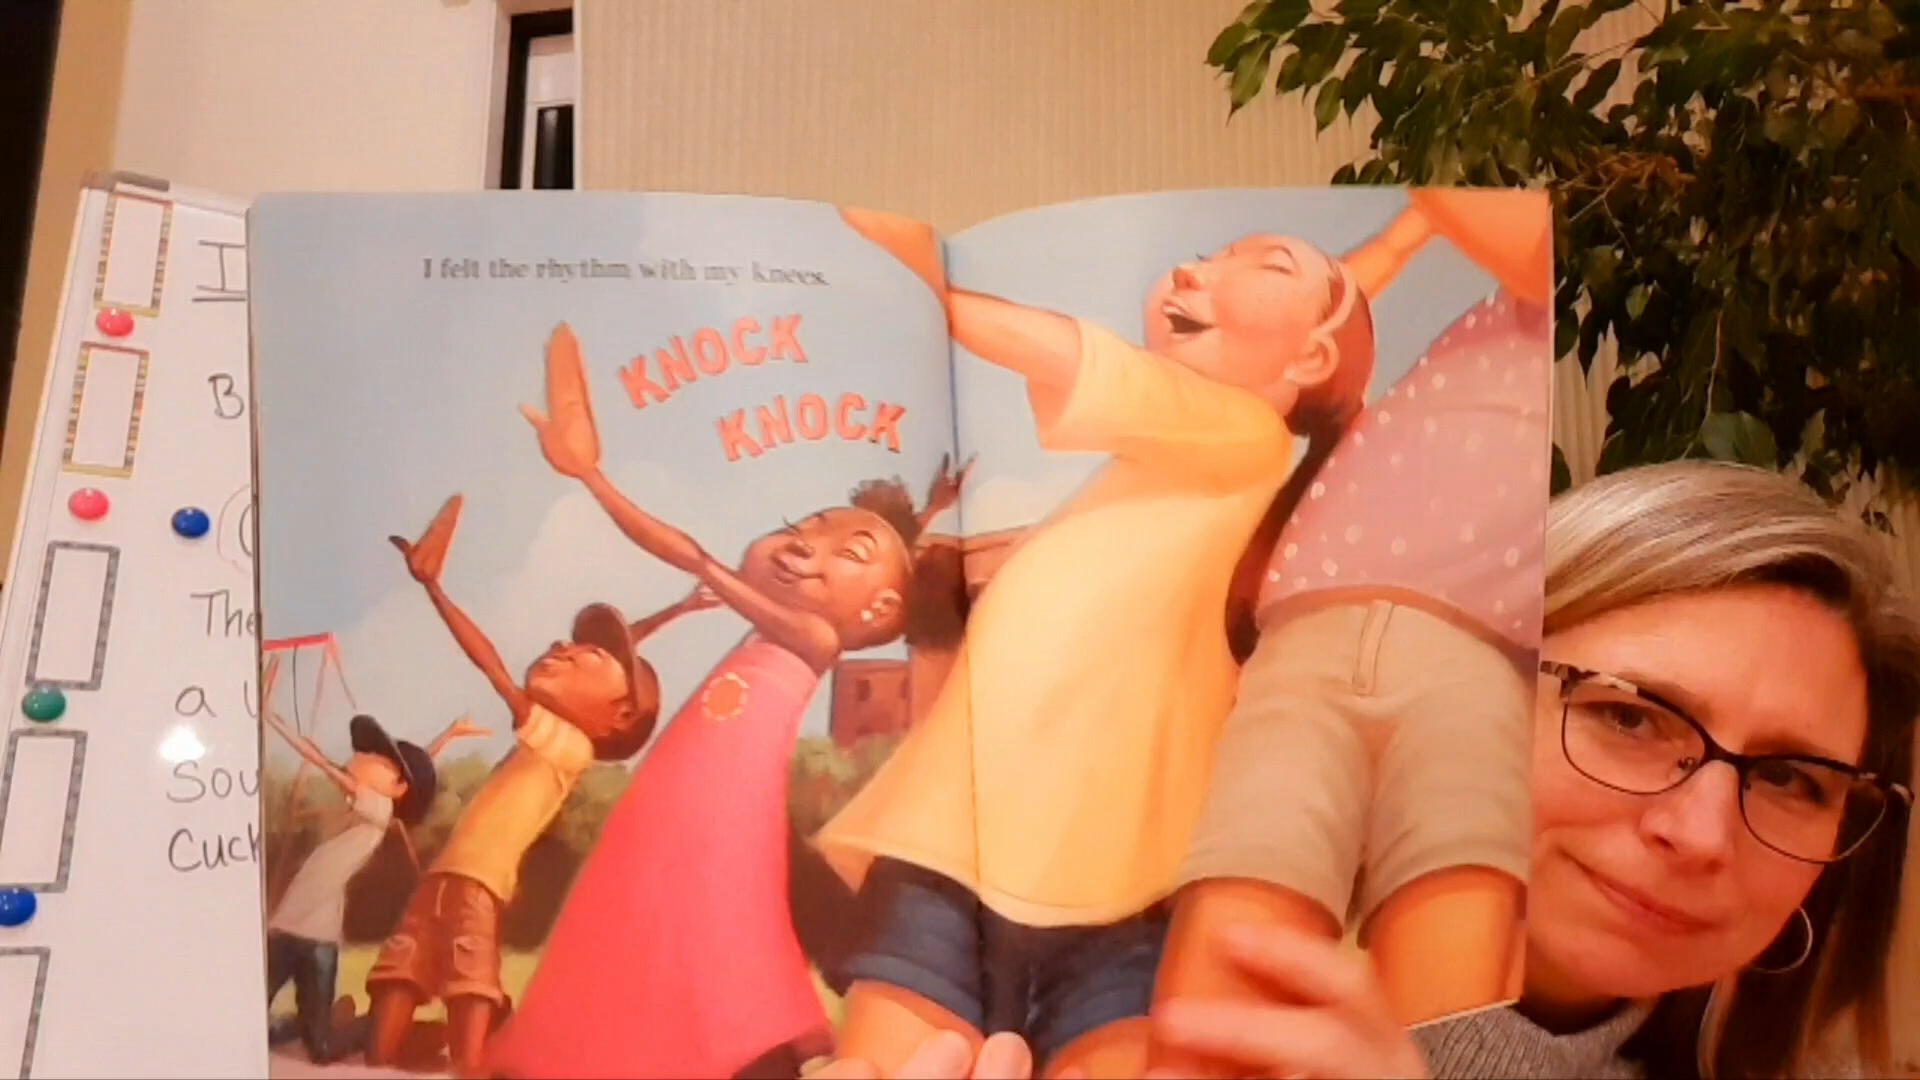 I felt the rhythm with my knees.
KNOCK
KNOCK
I
B
The
a
Sou
Cuck